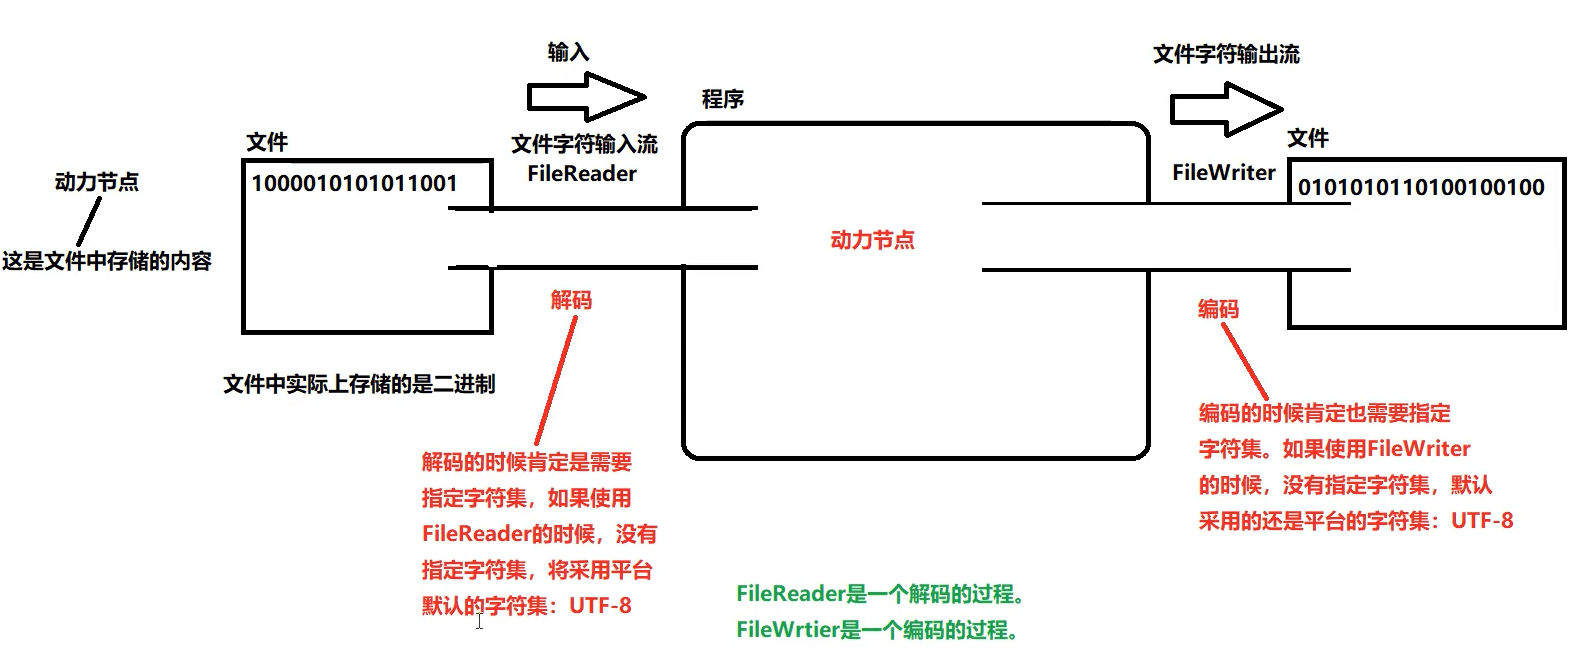 动力节点
这是文件中存储的内容
文件
1000010101011001
文件中实际上存储的是二进制
输入
文件字符输入流
FileReader
解码
解码的时候肯定是需要
指定字符集，如果使用
FileReader的时候，没有
指定字符集，将采用平台
默认的字符集：UTF-8
程序
动力节点
文件字符输出流
FileWriter
文件
0101010110100100100
编码
编码的时候肯定也需要指定
字符集。如果使用FileWriter
的时候，没有指定字符集，默认
采用的还是平台的字符集：UTF-8
FileReader是一个解码的过程。
FileWrtier是一个编码的过程。